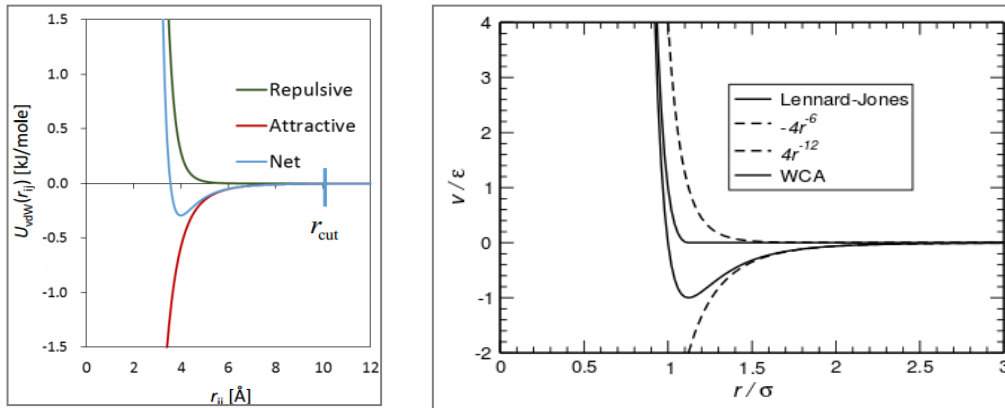 1.5
1.0
0.5
0.0
-0.5
-1.0
-1.5
0 2 4 6 8 10 12
U_vdW(r_ij) [kJ/mole]
r_ij [Å]
Repulsive
Attractive
Net
r_cut
4
3
2
1
0
-1
-2
0 0.5 1 1.5 2 2.5 3
v / ε
r / σ
Lennard-Jones
-4r^-6
4r^-12
WCA